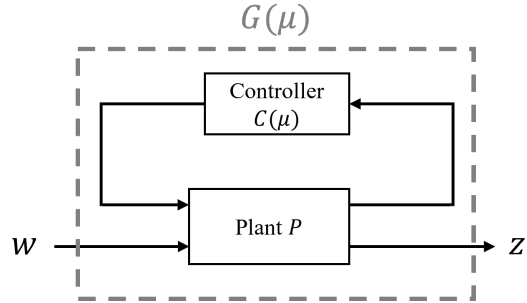 G(μ)
Controller
C(μ)
Plant P
w
z